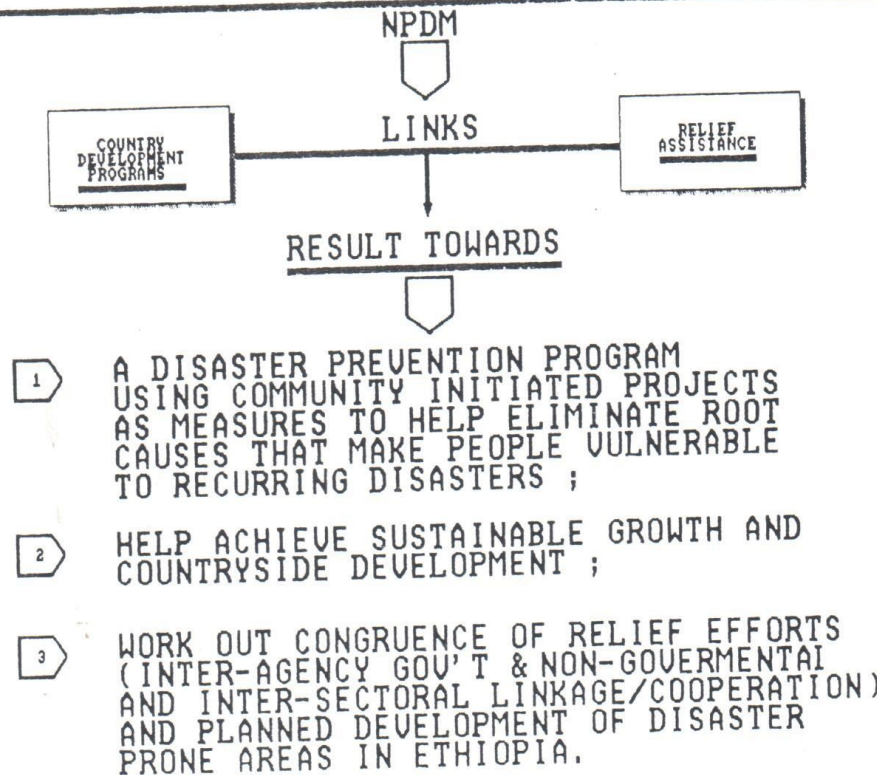 NPDM
LINKS
COUNTRY
DEVELOPMENT
PROGRAMS
RELIEF
ASSISTANCE
RESULT TOWARDS
1
A DISASTER PREVENTION PROGRAM
USING COMMUNITY INITIATED PROJECTS
AS MEASURES TO HELP ELIMINATE ROOT
CAUSES THAT MAKE PEOPLE VULNERABLE
TO RECURRING DISASTERS ;
2
HELP ACHIEVE SUSTAINABLE GROWTH AND
COUNTRYSIDE DEVELOPMENT ;
3
WORK OUT CONGRUENCE OF RELIEF EFFORTS
(INTER-AGENCY GOV'T & NON-GOVERMENTAI
AND INTER-SECTORAL LINKAGE/COOPERATION)
AND PLANNED DEVELOPMENT OF DISASTER
PRONE AREAS IN ETHIOPIA.